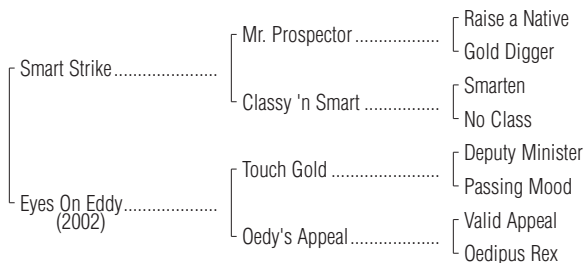 Raise a Native
Mr. Prospector ..................
Gold Digger
Smart Strike......................
Smarten
Classy 'n Smart ................
No Class
Deputy Minister
Touch Gold .......................
Passing Mood
Eyes On Eddy....................
(2002)
Valid Appeal
Oedy's Appeal...................
Oedipus Rex